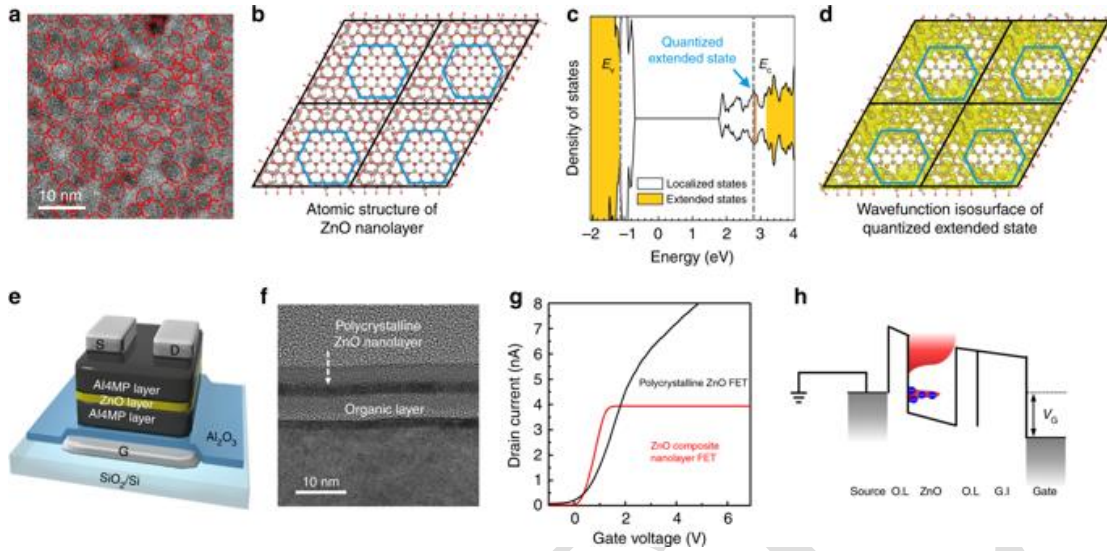 a
10 nm
b
Atomic structure of
ZnO nanolayer
c
Density of states
Quantized
extended state
Ev
Ec
Localized states
Extended states
−2 −1 0 1 2 3 4
Energy (eV)
d
Wavefunction isosurface of
quantized extended state
e
S
D
Al4MP layer
ZnO layer
Al4MP layer
Al2O3
G
SiO2/Si
f
Polycrystalline
ZnO nanolayer
Organic layer
10 nm
g
Drain current (nA)
8
7
6
5
4
3
2
1
0
Polycrystalline ZnO FET
ZnO composite
nanolayer FET
0 2 4 6
Gate voltage (V)
h
VG
Source O.L ZnO O.L G.I Gate